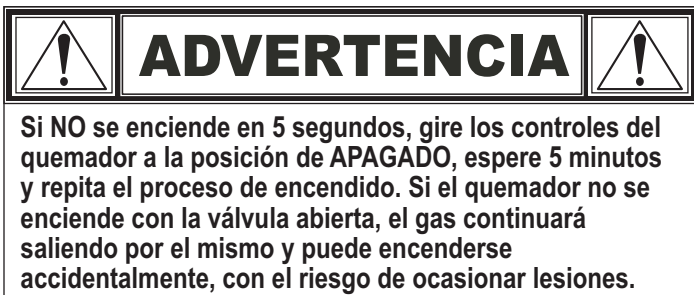 ADVERTENCIA
Si NO se enciende en 5 segundos, gire los controles del
quemador a la posición de APAGADO, espere 5 minutos
y repita el proceso de encendido. Si el quemador no se
enciende con la válvula abierta, el gas continuará
saliendo por el mismo y puede encenderse
accidentalmente, con el riesgo de ocasionar lesiones.